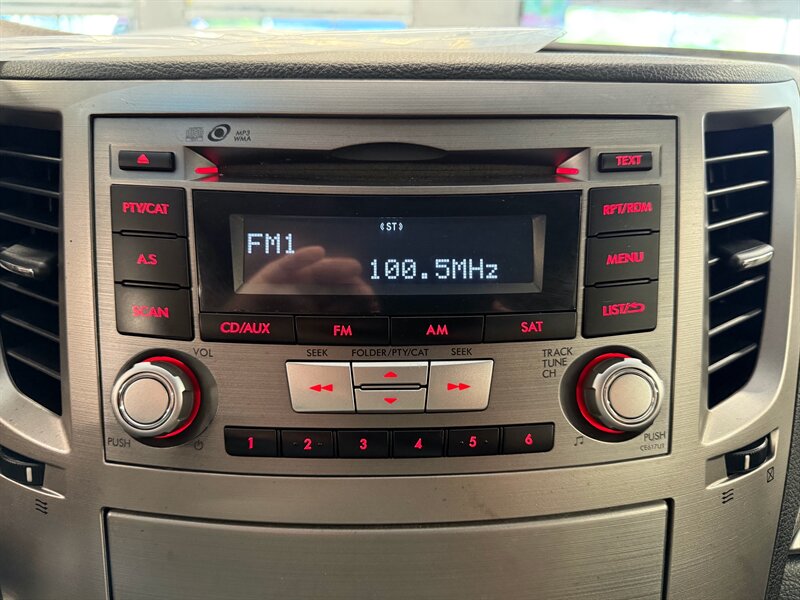 MP3
WMA
TEXT
PTY/CAT
A.S
SCAN
(ST)
FM1
100.5MHz
RPT/RDM
MENU
LIST/
CD/AUX
FM
AM
SAT
VOL
SEEK
FOLDER/PTY/CAT
SEEK
TRACK
TUNE
CH
PUSH
PUSH
CE617U1
1
2
3
4
5
6